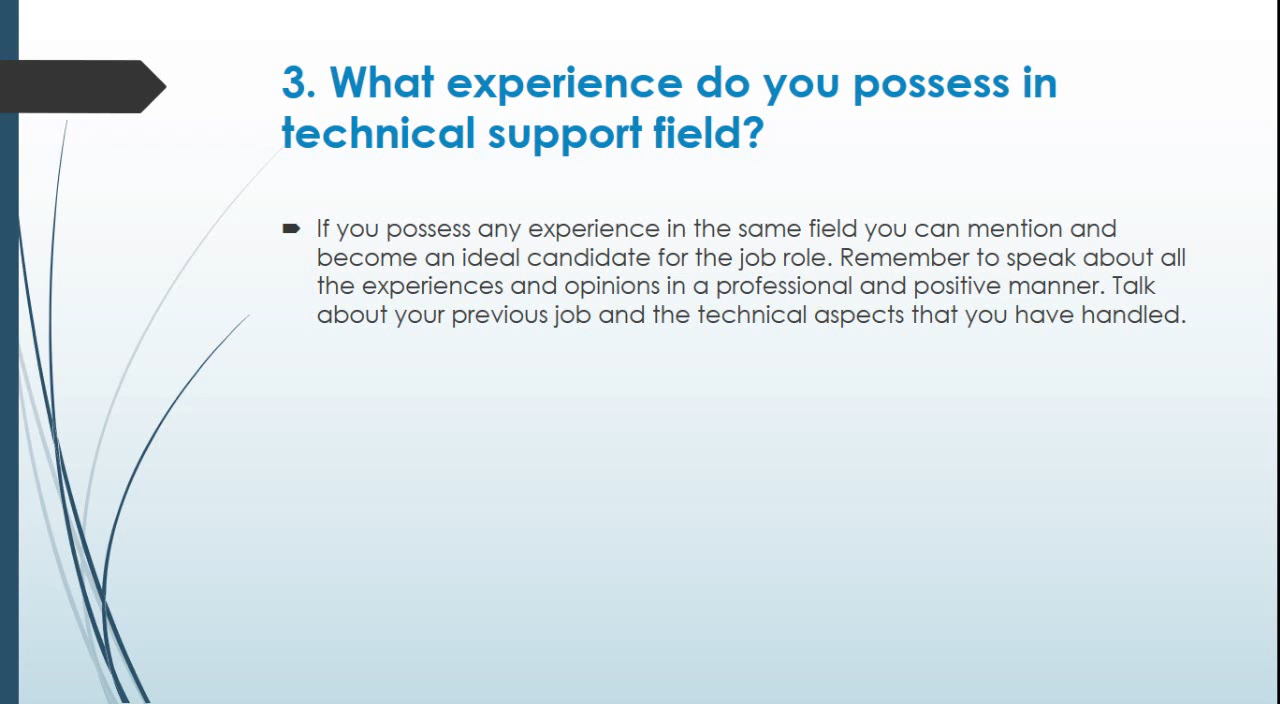 3. What experience do you possess in
technical support field?
If you possess any experience in the same field you can mention and
become an ideal candidate for the job role. Remember to speak about all
the experiences and opinions in a professional and positive manner. Talk
about your previous job and the technical aspects that you have handled.